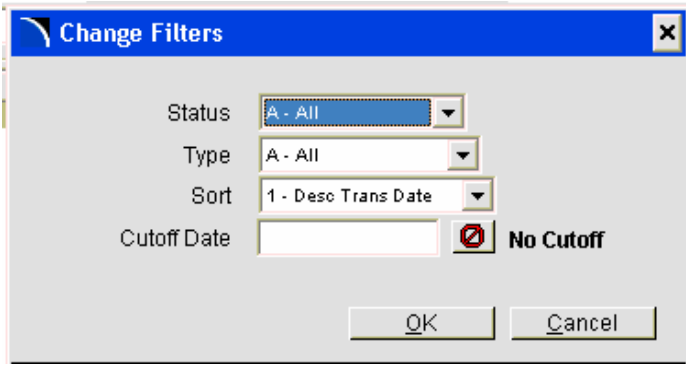 Change Filters
Status A - All
Type A - All
Sort 1 - Desc Trans Date
Cutoff Date No Cutoff
OK Cancel